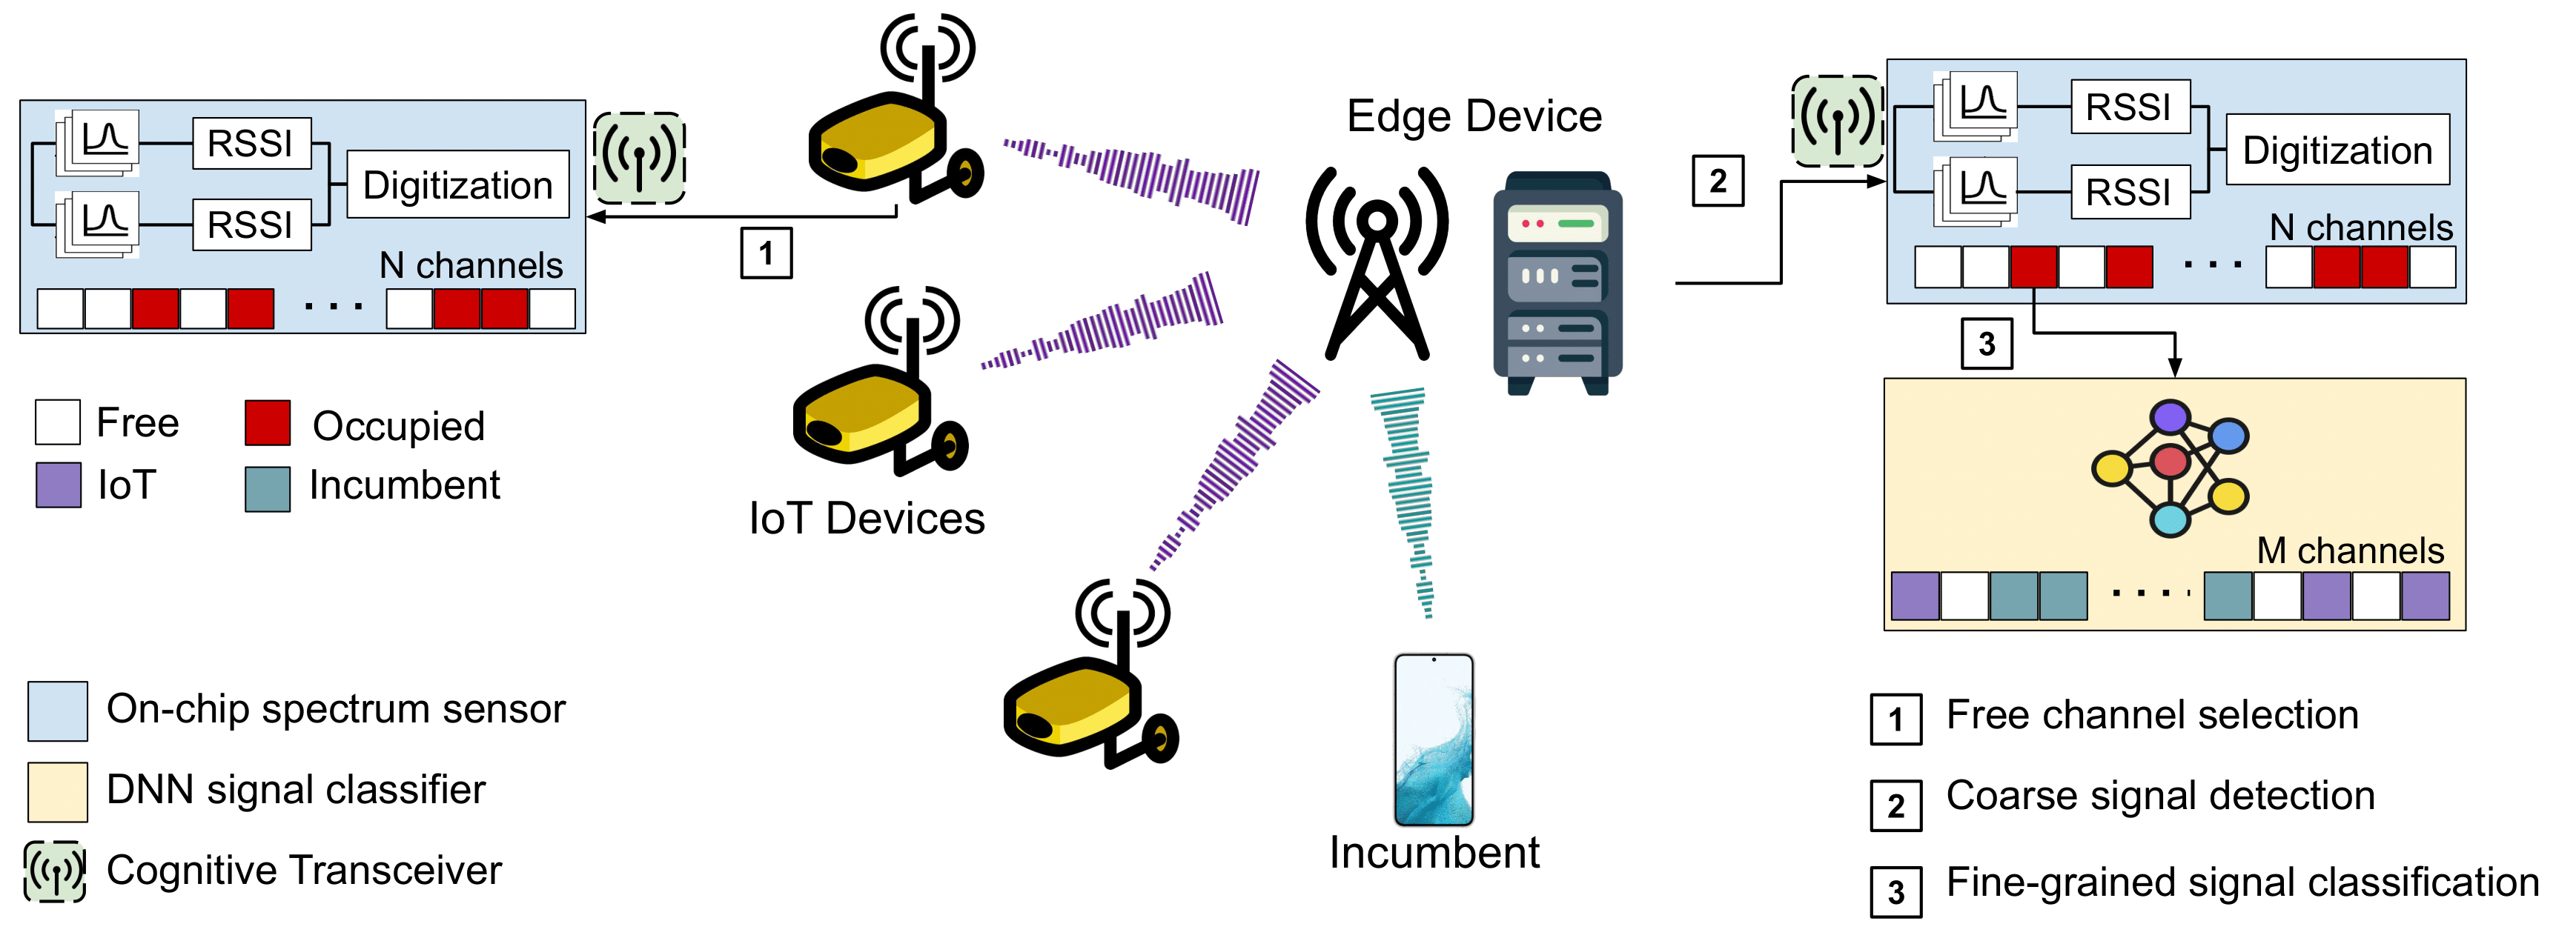 RSSI
RSSI
Digitization
N channels
1
Free
Occupied
IoT
Incumbent
IoT Devices
Edge Device
Incumbent
2
RSSI
RSSI
Digitization
N channels
3
M channels
On-chip spectrum sensor
DNN signal classifier
Cognitive Transceiver
1 Free channel selection
2 Coarse signal detection
3 Fine-grained signal classification